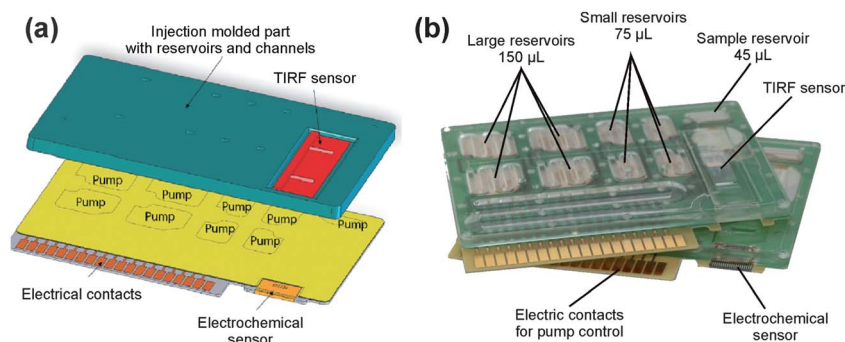 (a)
Injection molded part
with reservoirs and channels
TIRF sensor
Pump
Pump
Pump
Pump
Pump
Pump
Pump
Pump
Pump
Electrical contacts
Electrochemical
sensor
(b)
Large reservoirs
150 µL
Small reservoirs
75 µL
Sample reservoir
45 µL
TIRF sensor
Electric contacts
for pump control
Electrochemical
sensor